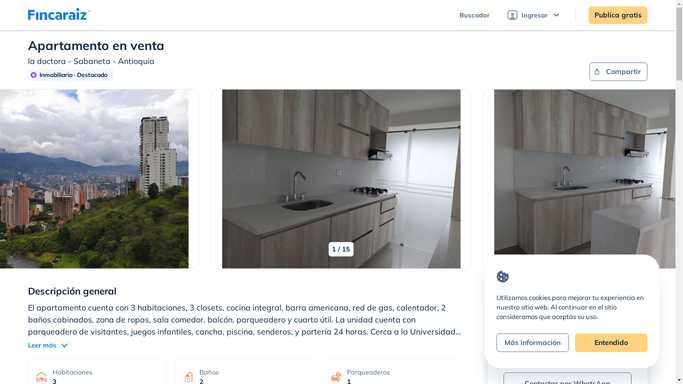 Fincaraiz
Buscador
Ingresar
Publica gratis
Apartamento en venta
la doctora - Sabaneta - Antioquia
Inmobiliaria · Destacado
Compartir
1 / 15
Descripción general
El apartamento cuenta con 3 habitaciones, 3 closets, cocina integral, barra americana, red de gas, calentador, 2
baños cabinados, zona de ropas, sala comedor, balcón, parqueadero y cuarto útil. La unidad cuenta con
parqueadero de visitantes, juegos infantiles, cancha, piscina, senderos, y portería 24 horas. Cerca a la Universidad...
Leer más
Habitaciones
3
Baños
2
Parqueaderos
1
Utilizamos cookies para mejorar tu experiencia en
nuestro sitio web. Al continuar en el sitio
consideramos que aceptas su uso.
Más información
Entendido
Contactar por WhatsApp